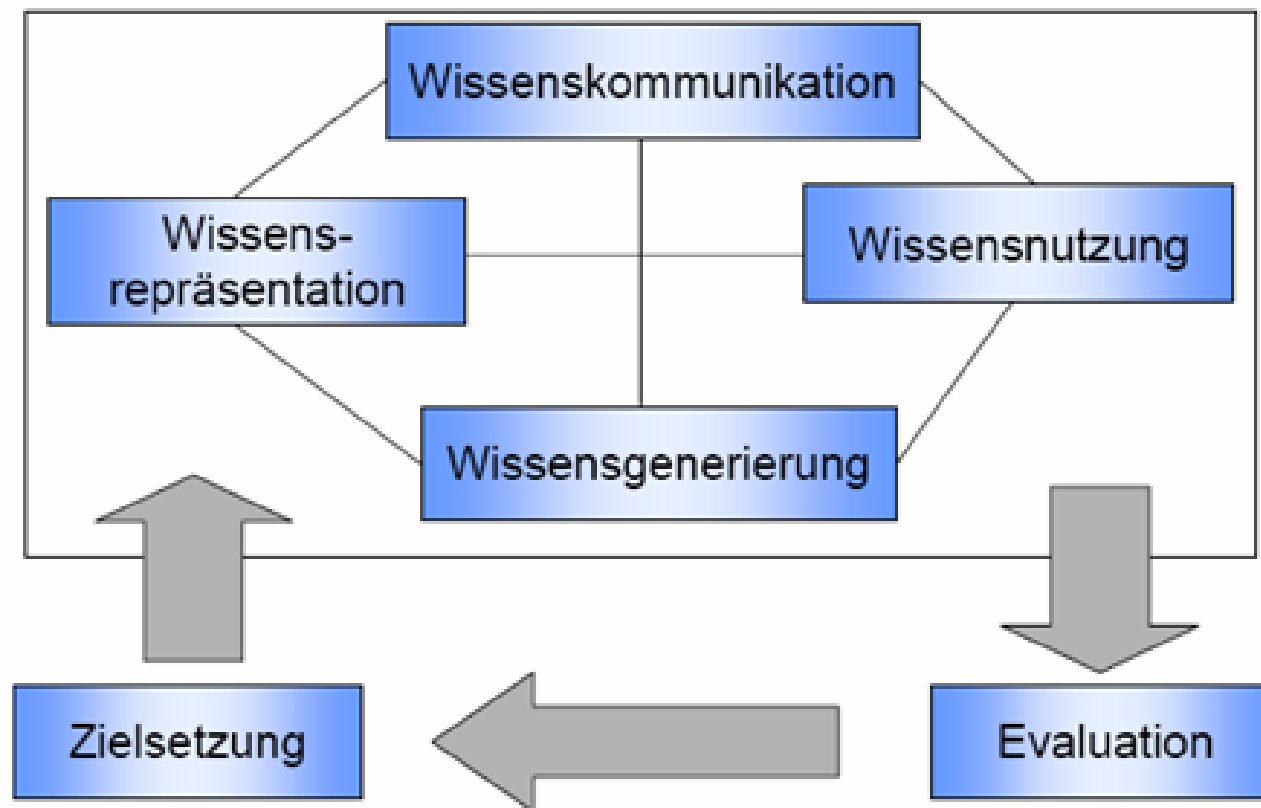 Wissenskommunikation
Wissens-
repräsentation
Wissensnutzung
Wissensgenerierung
Zielsetzung
Evaluation